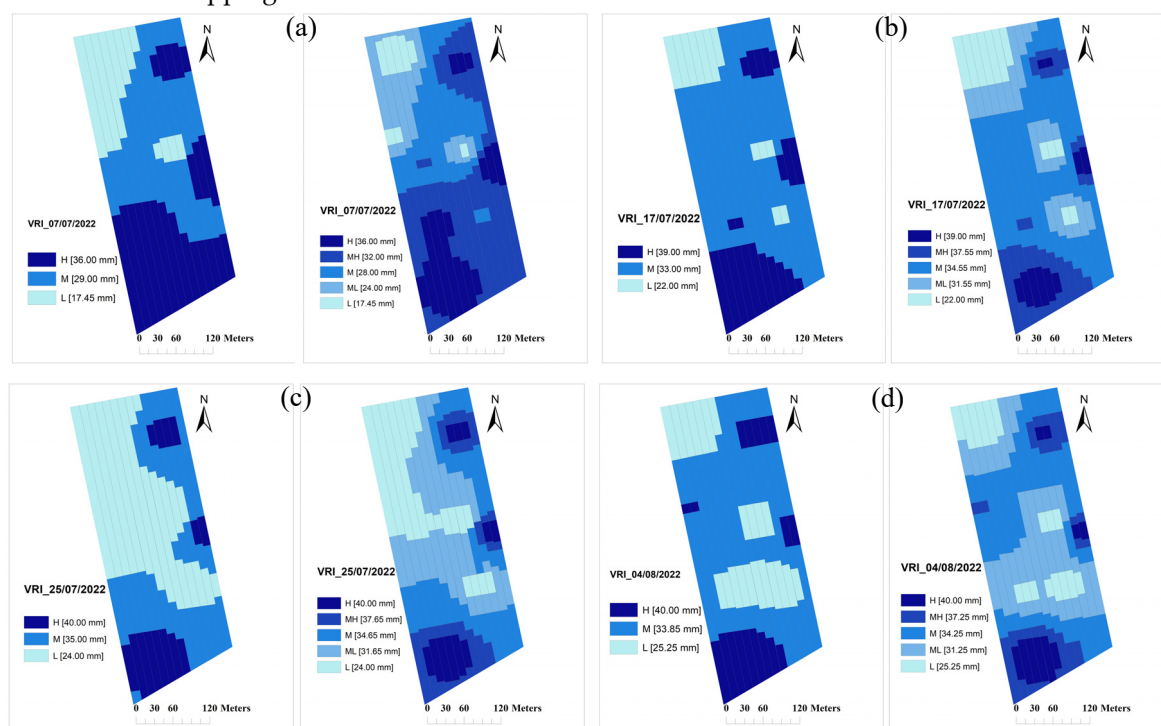 pping
(a)
N
VRI_07/07/2022
H [36.00 mm]
M [29.00 mm]
L [17.45 mm]
0 30 60 120 Meters
N
VRI_07/07/2022
H [36.00 mm]
MH [32.00 mm]
M [28.00 mm]
ML [24.00 mm]
L [17.45 mm]
0 30 60 120 Meters
(b)
N
VRI_17/07/2022
H [39.00 mm]
M [33.00 mm]
L [22.00 mm]
0 30 60 120 Meters
N
VRI_17/07/2022
H [39.00 mm]
MH [37.55 mm]
M [34.55 mm]
ML [31.55 mm]
L [22.00 mm]
0 30 60 120 Meters
(c)
N
VRI_25/07/2022
H [40.00 mm]
M [35.00 mm]
L [24.00 mm]
0 30 60 120 Meters
VRI_25/07/2022
H [40.00 mm]
MH [37.65 mm]
M [34.65 mm]
ML [31.65 mm]
L [24.00 mm]
0 30 60 120 Meters
(d)
N
VRI_04/08/2022
H [40.00 mm]
M [33.85 mm]
L [25.25 mm]
0 30 60 120 Meters
VRI_04/08/2022
H [40.00 mm]
MH [37.25 mm]
M [34.25 mm]
ML [31.25 mm]
L [25.25 mm]
0 30 60 120 Meters